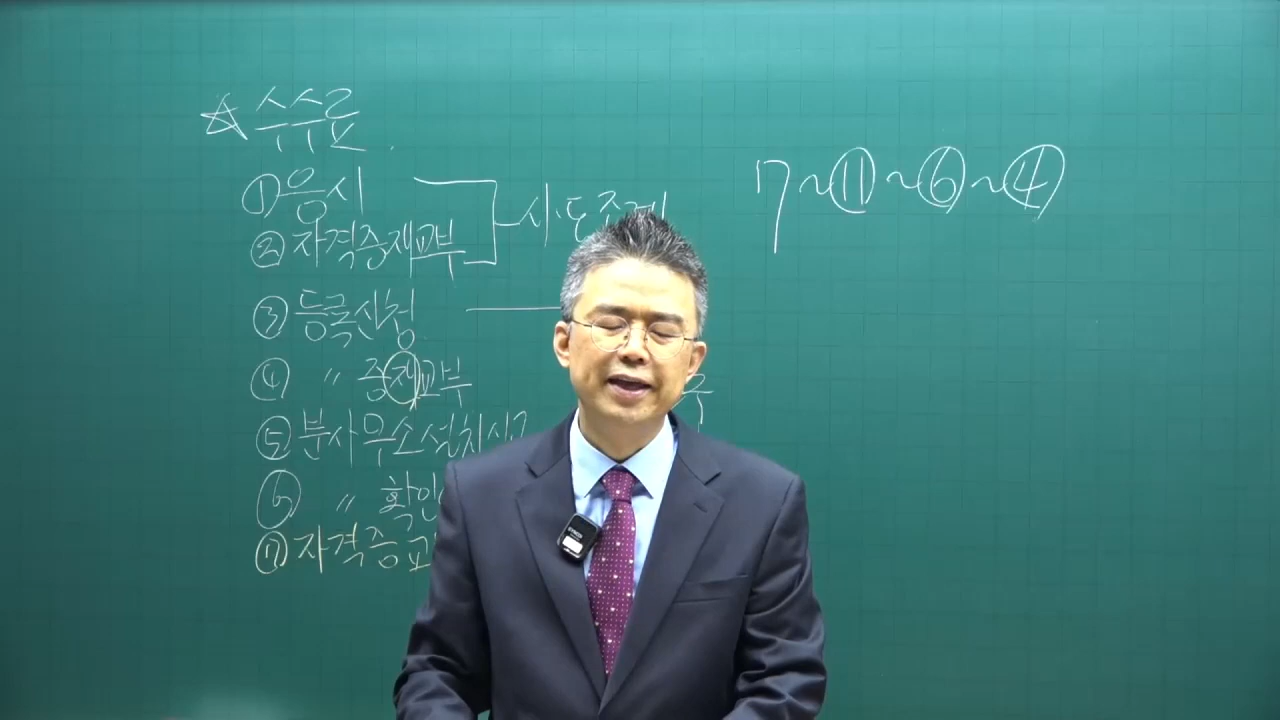 ☆ 수수료
① 응시
② 자격증재교부
시·도조례
③ 등록신청
④ 〃 증재교부
⑤ 분사무소설치신고
⑥ 〃 확인
⑦ 자격증교
7~⑪~⑥~④